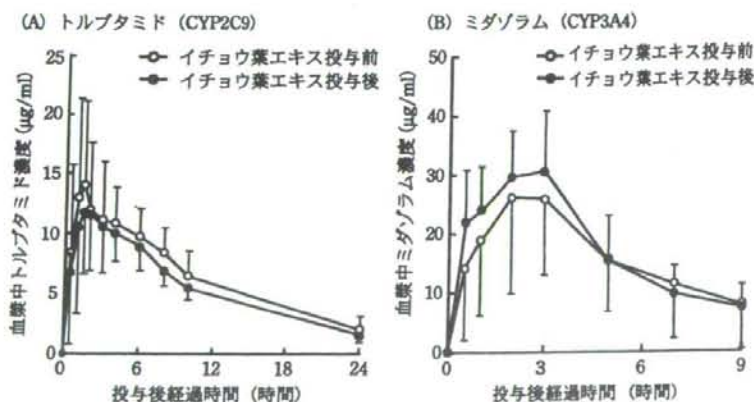 (A) トルブタミド (CYP2C9)
イチョウ葉エキス投与前
イチョウ葉エキス投与後
血漿中トルブタミド濃度 (μg/ml)
25
20
15
10
5
0
0 6 12 18 24
投与後経過時間 (時間)
(B) ミダゾラム (CYP3A4)
イチョウ葉エキス投与前
イチョウ葉エキス投与後
血漿中ミダゾラム濃度 (μg/ml)
50
40
30
20
10
0
0 3 6 9
投与後経過時間 (時間)